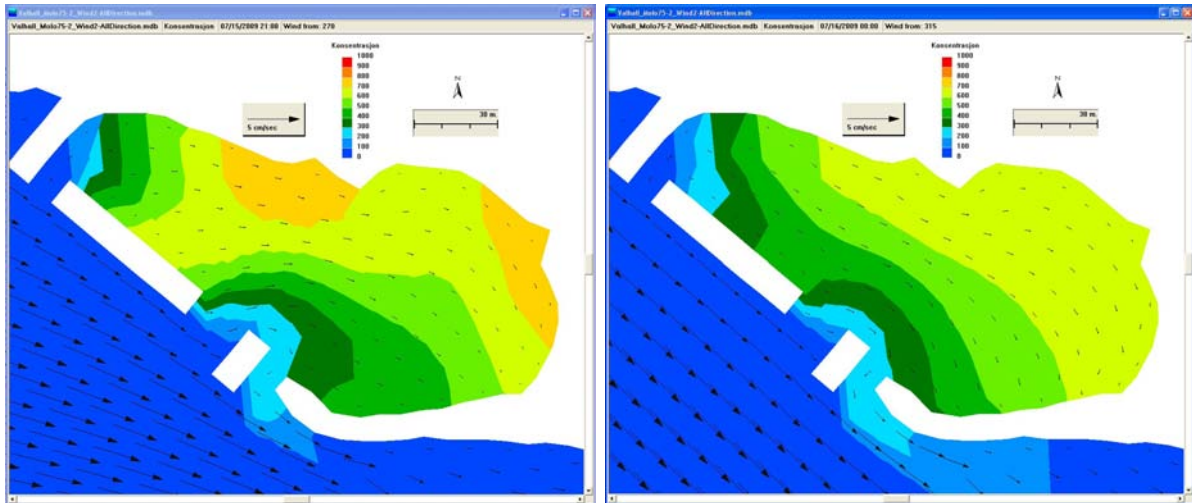 Valhall_Molo75-2_Wind2-AllDirection.mdb
Valhall_Molo75-2_Wind2-AllDirection.mdb Konsentrasjon 07/15/2009 21:00 Wind from: 270
Konsentrasjon
1000
900
800
700
600
500
400
300
200
100
0
5 cm/sec
N
30 m.
Valhall_Molo75-2_Wind2-AllDirection.mdb
Valhall_Molo75-2_Wind2-AllDirection.mdb Konsentrasjon 07/16/2009 00:00 Wind from: 315
Konsentrasjon
1000
900
800
700
600
500
400
300
200
100
0
5 cm/sec
N
30 m.